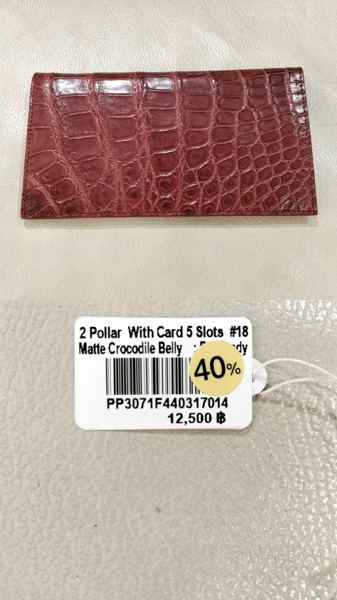 2 Pollar With Card 5 Slots #18
Matte Crocodile Belly :
40%
PP3071F440317014
12,500 ฿